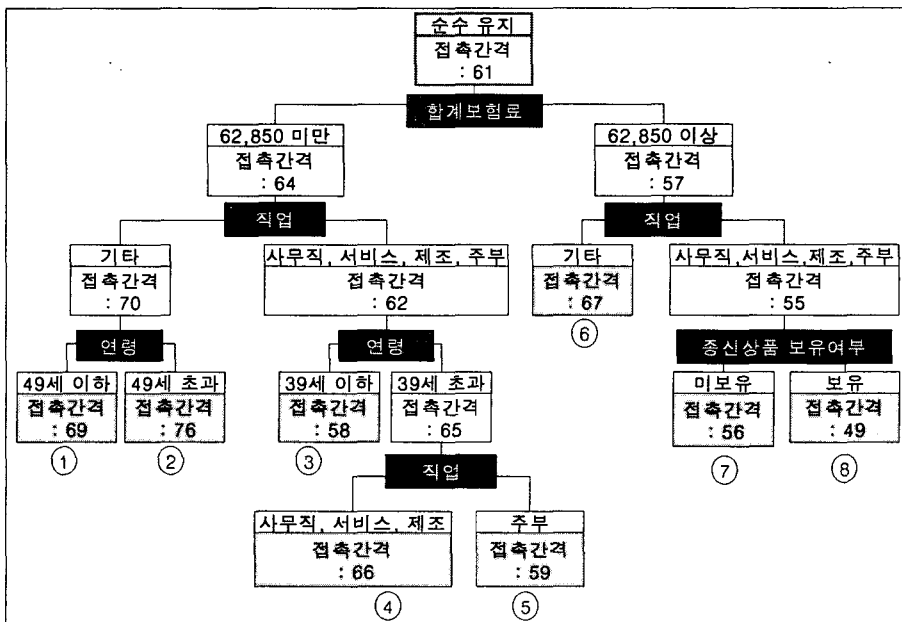 순수 유지
접촉간격
: 61
합계보험료
62,850 미만
접촉간격
: 64
62,850 이상
접촉간격
: 57
직업
직업
기타
접촉간격
: 70
사무직, 서비스, 제조, 주부
접촉간격
: 62
기타
접촉간격
: 67
⑥
사무직,서비스,제조,주부
접촉간격
: 55
연령
연령
종신상품 보유여부
49세 이하
접촉간격
: 69
①
49세 초과
접촉간격
: 76
②
39세 이하
접촉간격
: 58
③
39세 초과
접촉간격
: 65
미보유
접촉간격
: 56
⑦
보유
접촉간격
: 49
⑧
직업
사무직, 서비스, 제조
접촉간격
: 66
④
주부
접촉간격
: 59
⑤